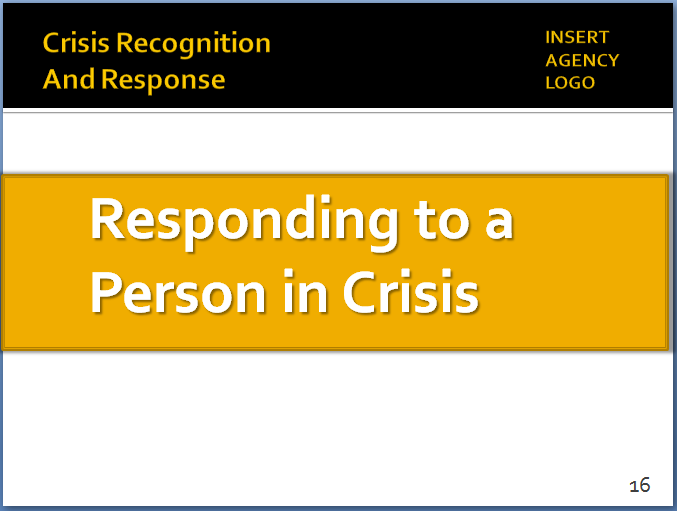 Crisis Recognition
And Response
INSERT
AGENCY
LOGO
Responding to a
Person in Crisis
16